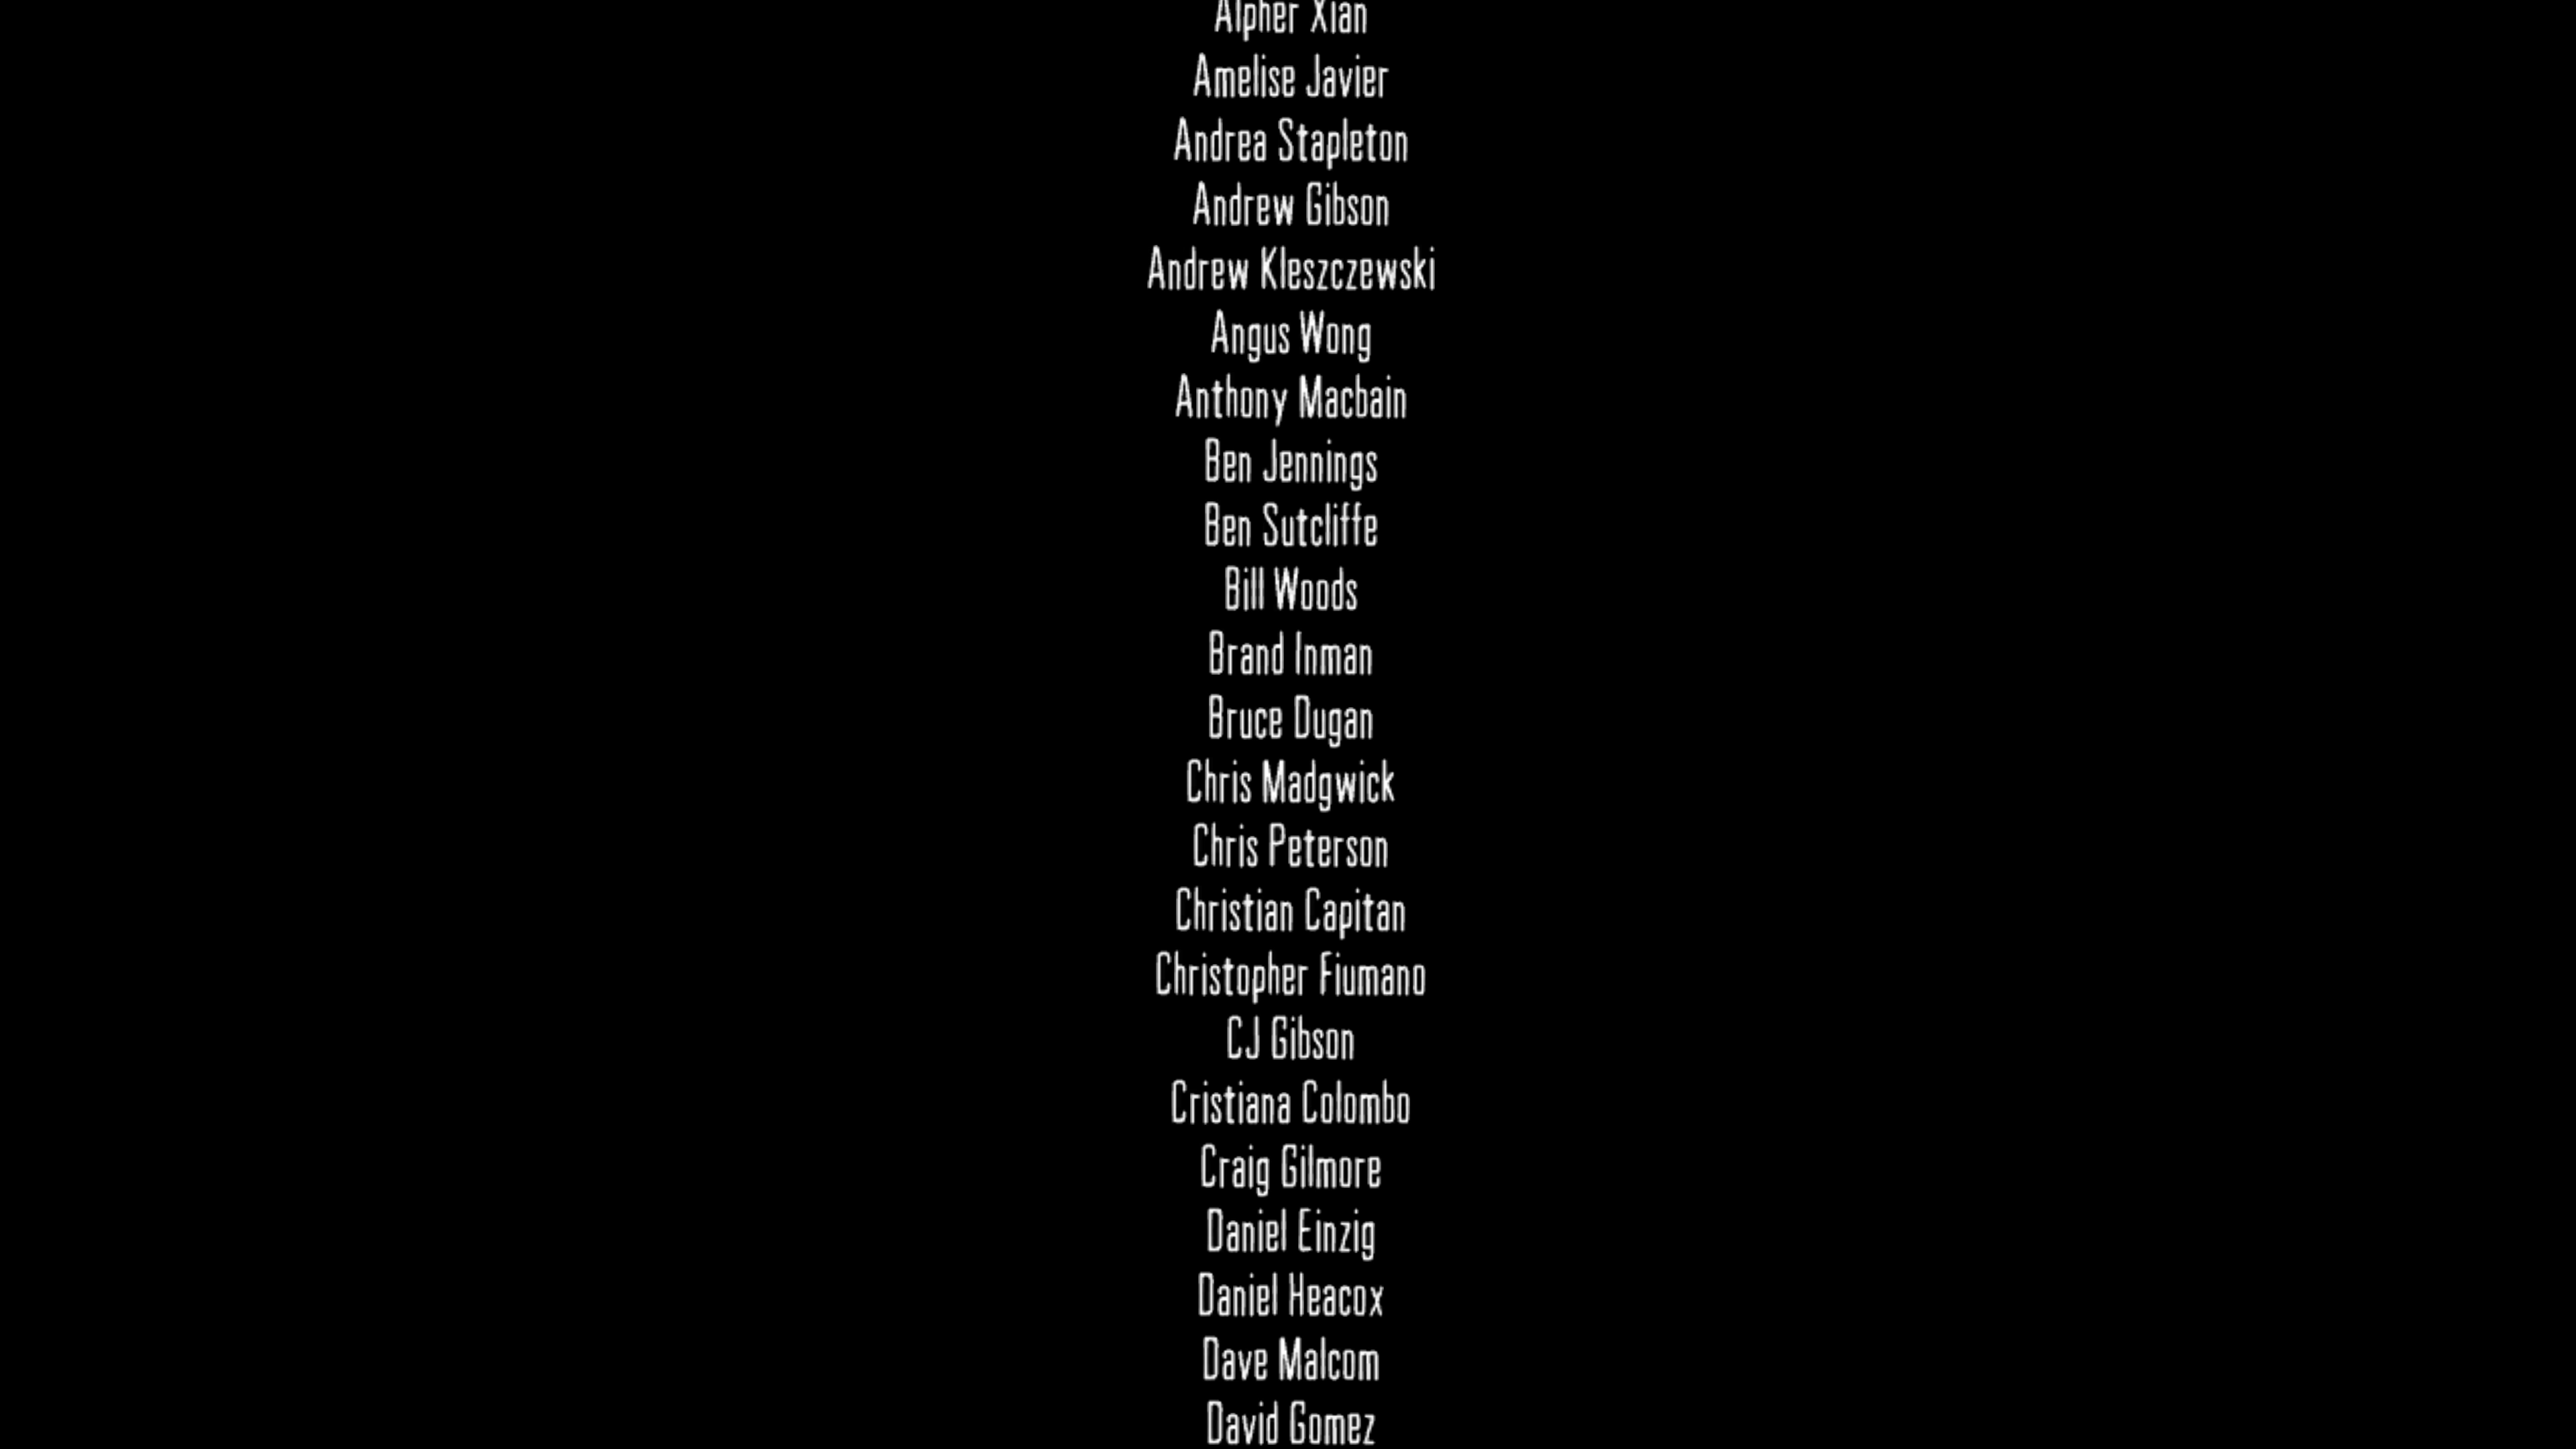 Alpher Xian
Amelise Javier
Andrea Stapleton
Andrew Gibson
Andrew Kleszczewski
Angus Wong
Anthony Macbain
Ben Jennings
Ben Sutcliffe
Bill Woods
Brand Inman
Bruce Dugan
Chris Madgwick
Chris Peterson
Christian Capitan
Christopher Fiumano
CJ Gibson
Cristiana Colombo
Craig Gilmore
Daniel Einzig
Daniel Heacox
Dave Malcom
David Gomez